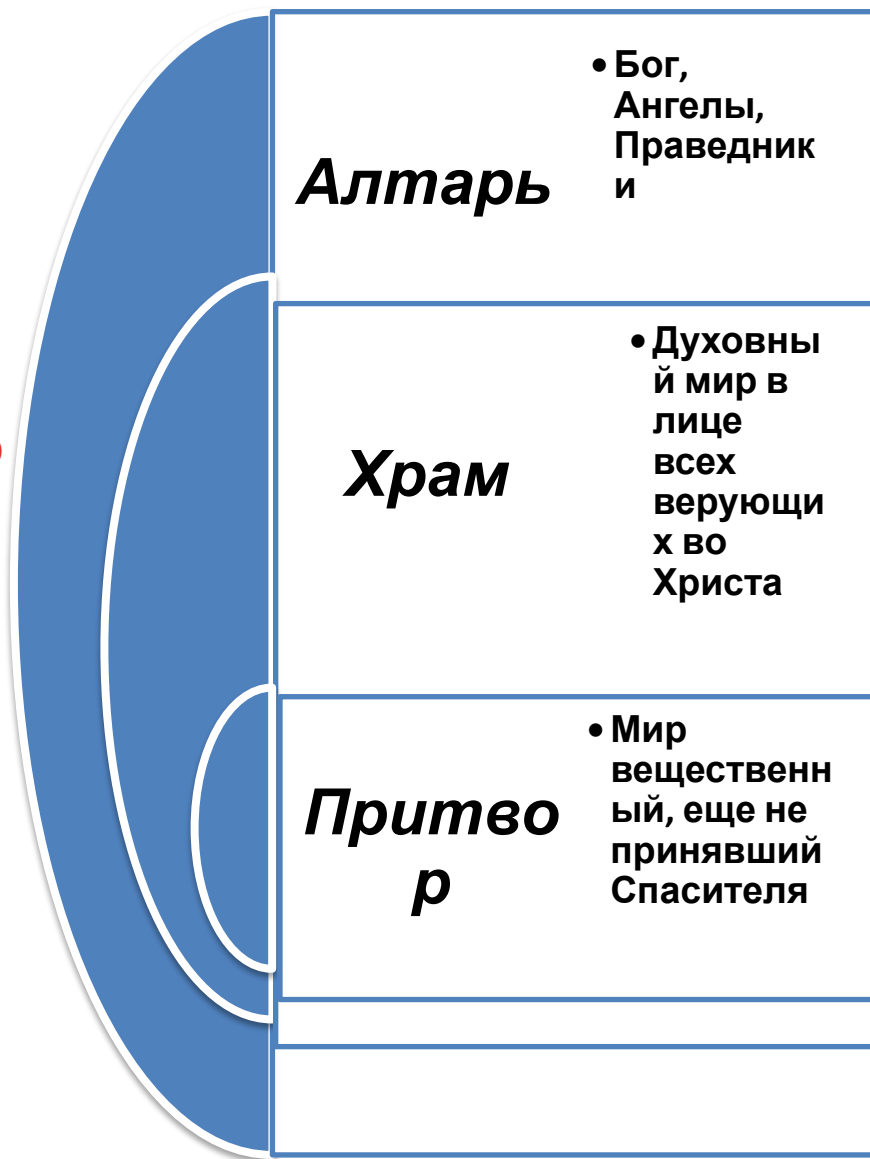 Алтарь
• Бог,
Ангелы,
Праведник
и
Храм
• Духовны
й мир в
лице
всех
верующи
х во
Христа
Притво
р
• Мир
вещественн
ый, еще не
принявший
Спасителя